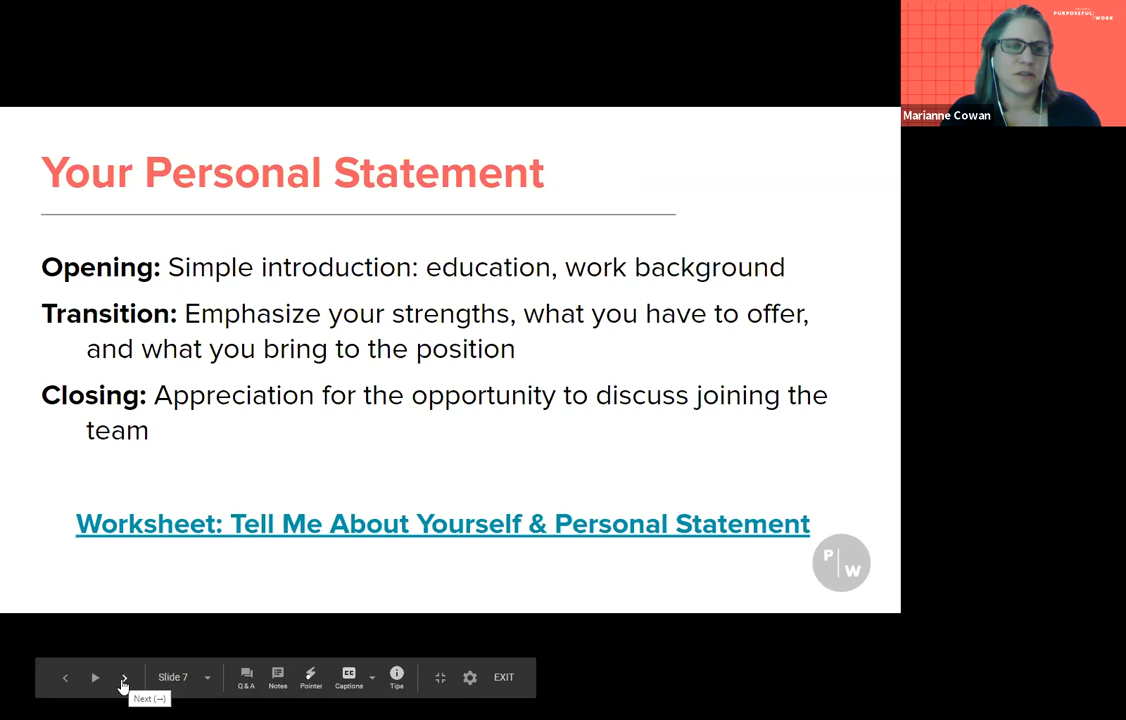 PURPOSEFUL WORK
Marianne Cowan
Your Personal Statement
Opening: Simple introduction: education, work background
Transition: Emphasize your strengths, what you have to offer,
and what you bring to the position
Closing: Appreciation for the opportunity to discuss joining the
team
Worksheet: Tell Me About Yourself & Personal Statement
P W
Slide 7
CC
Q & A Notes Pointer Captions Tips EXIT
Next (→)